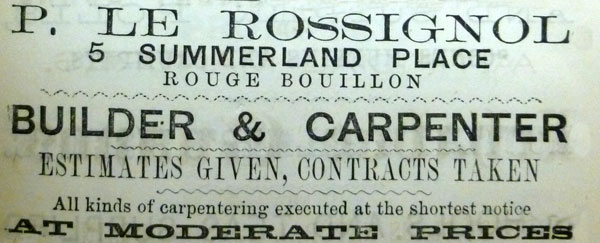 P. LE ROSSIGNOL
5 SUMMERLAND PLACE
ROUGE BOUILLON
BUILDER & CARPENTER
ESTIMATES GIVEN, CONTRACTS TAKEN
All kinds of carpentering executed at the shortest notice
AT MODERATE PRICES